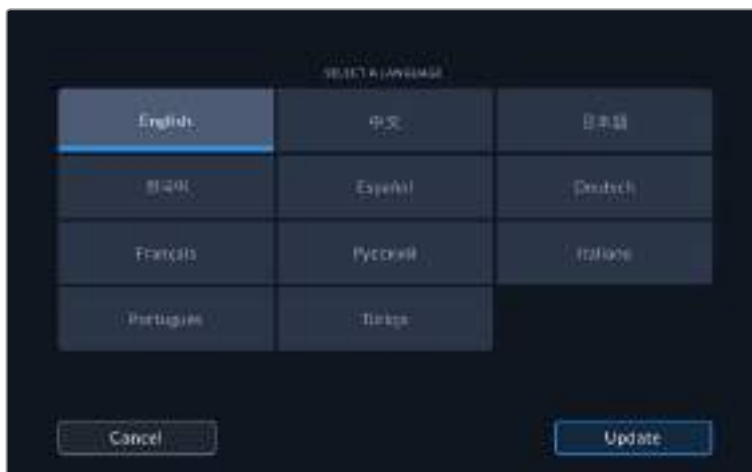 SELECT A LANGUAGE
English 中文 日本語
한국어 Español Deutsch
Français Русский Italiano
Português Türkçe
Cancel Update